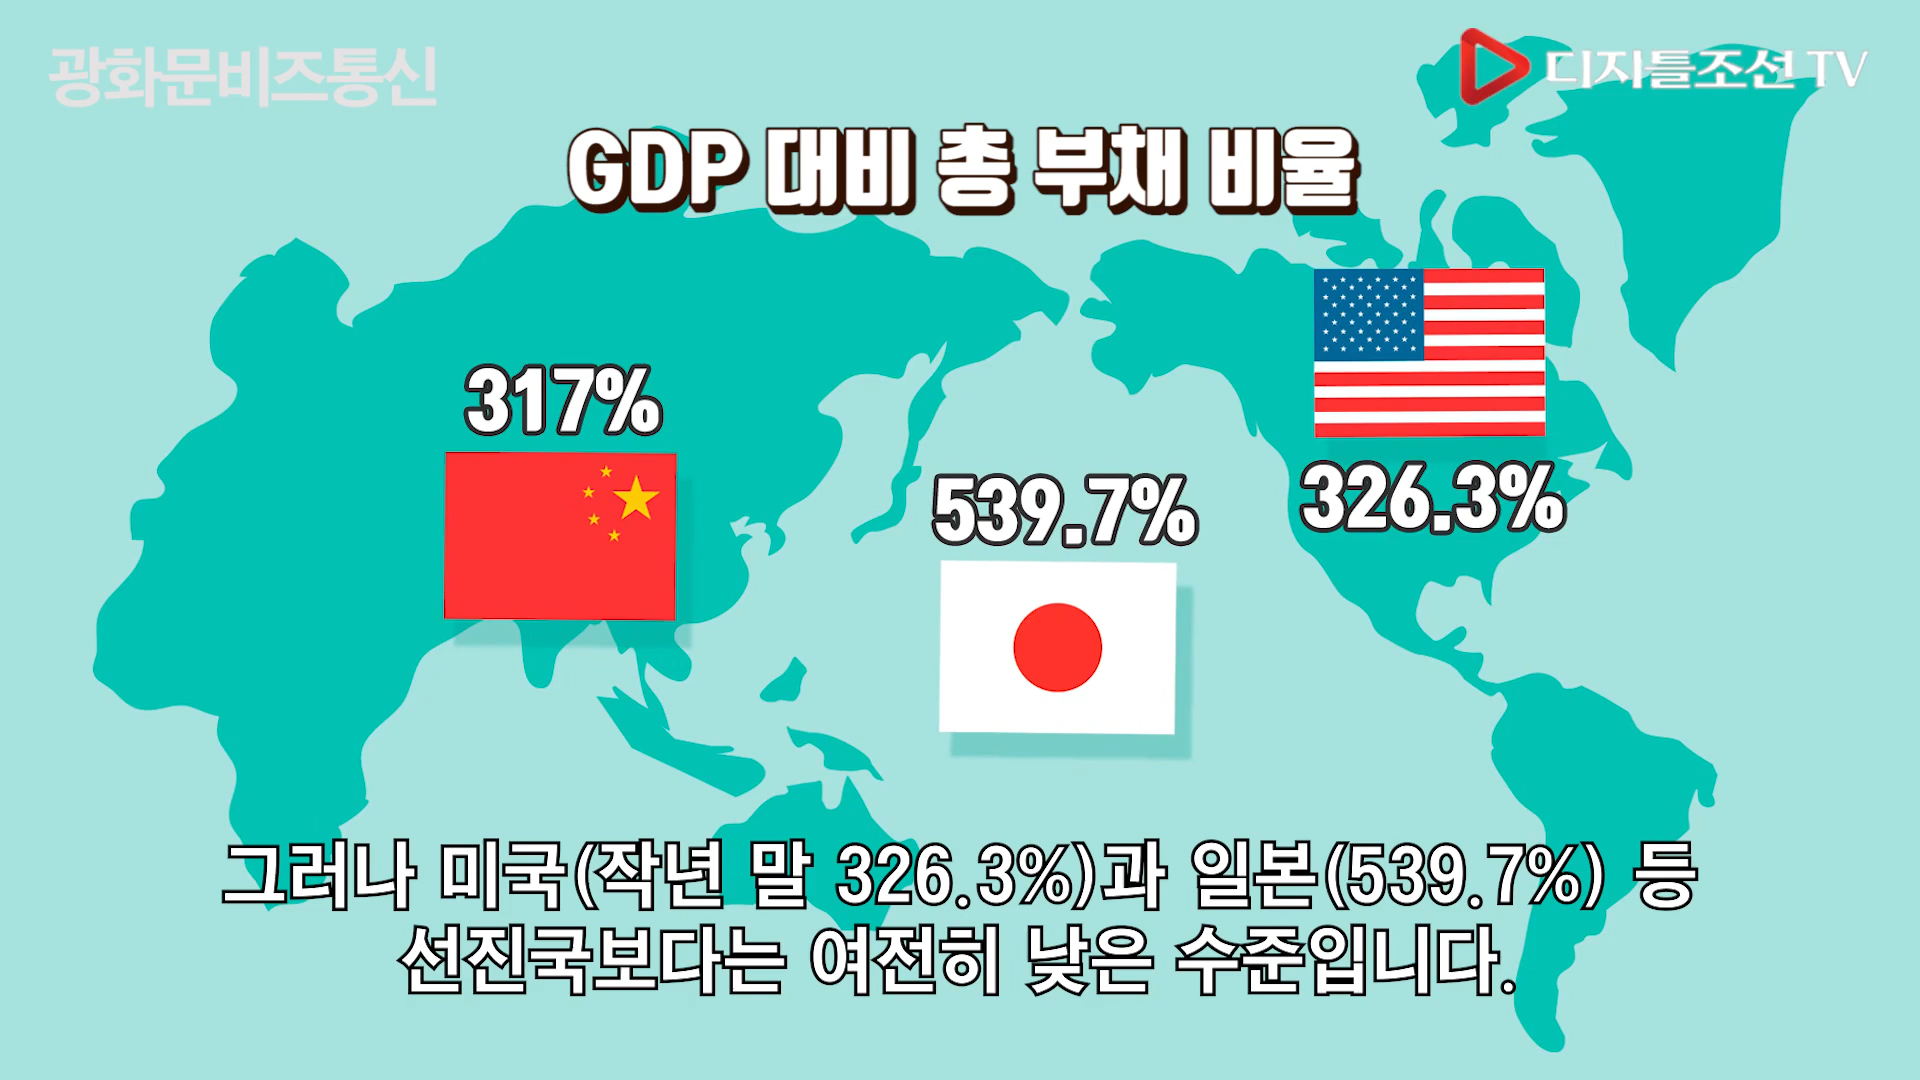 광화문비즈통신
디지틀조선TV
GDP 대비 총 부채 비율
317%
539.7%
326.3%
그러나 미국(작년 말 326.3%)과 일본(539.7%) 등
선진국보다는 여전히 낮은 수준입니다.